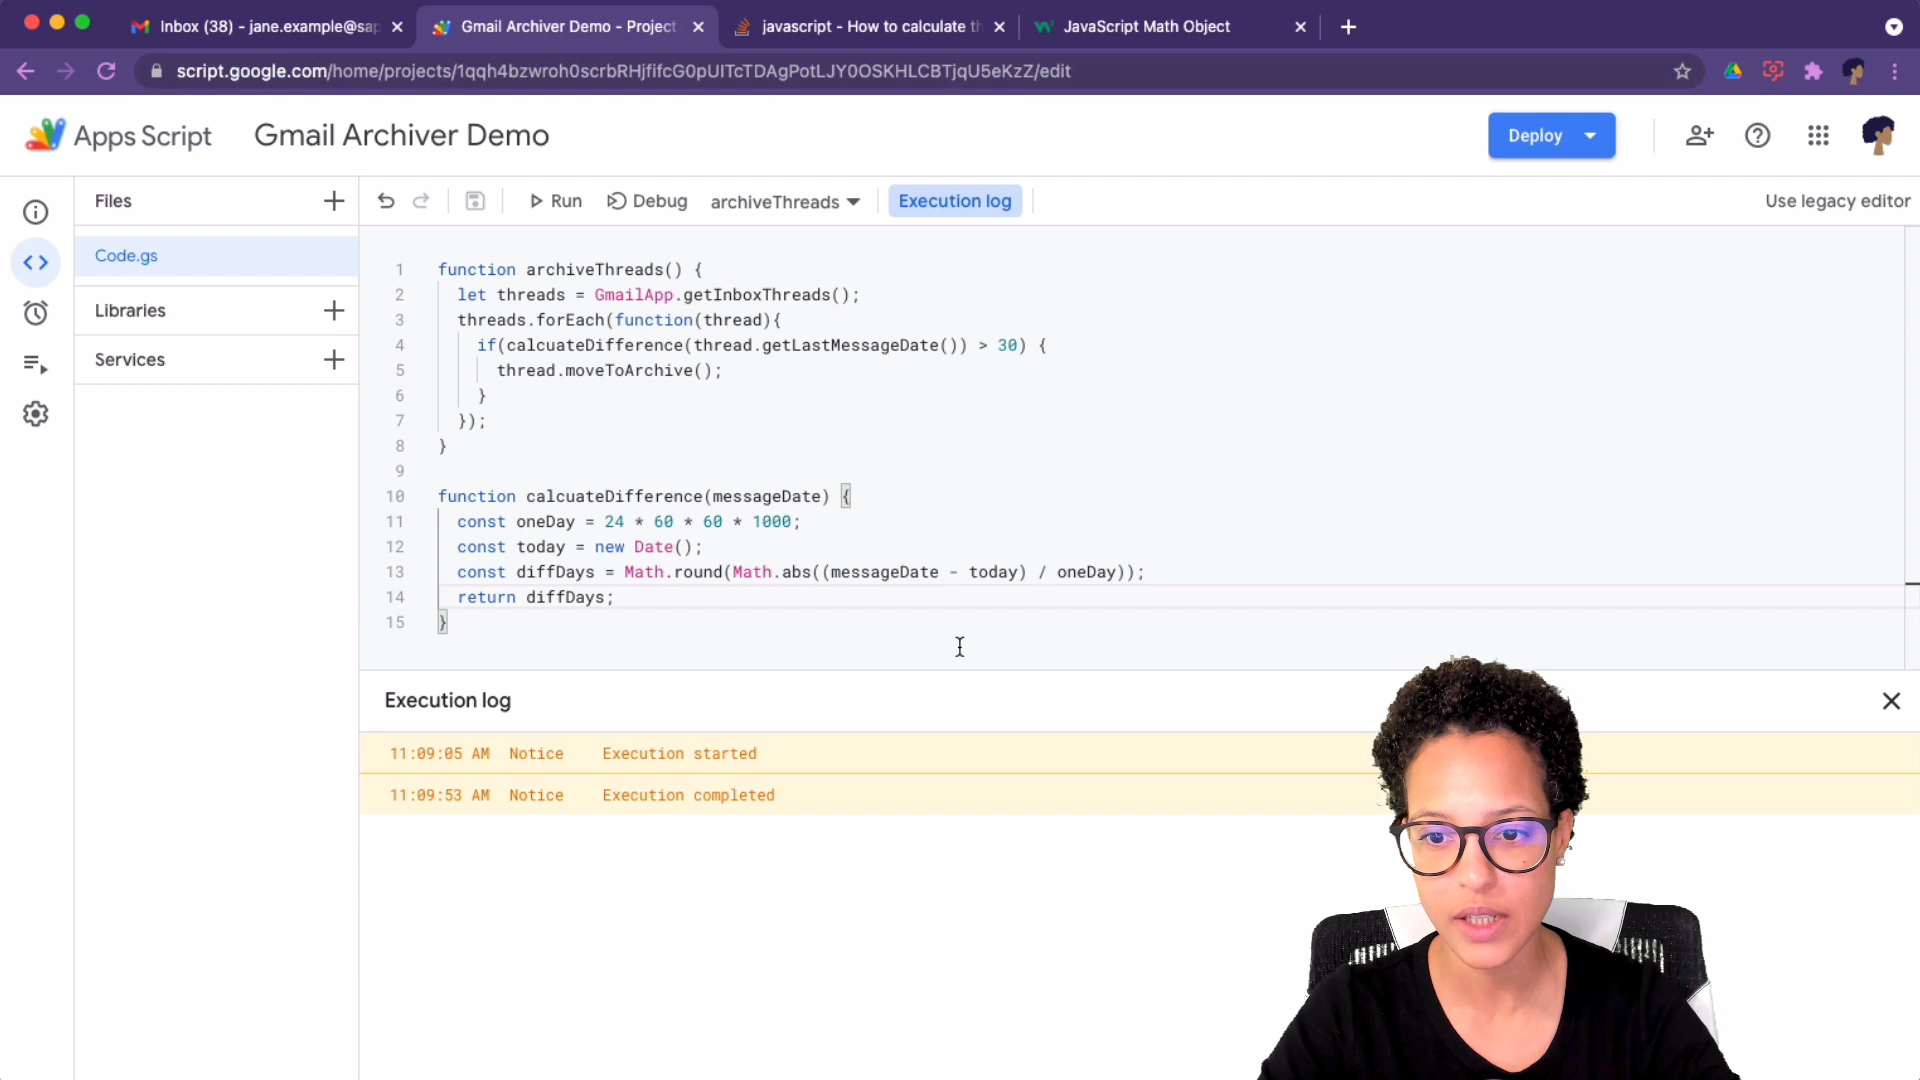 Inbox (38) - jane.example@sap
Gmail Archiver Demo - Project
javascript - How to calculate th
JavaScript Math Object
script.google.com/home/projects/1qqh4bzwroh0scrbRHjfifcG0pUITcTDAgPotLJY0OSKHLCBTjqU5eKzZ/edit
Apps Script
Gmail Archiver Demo
Deploy
Files
Run
Debug
archiveThreads
Execution log
Use legacy editor
Code.gs
Libraries
Services
1 function archiveThreads() {
2 let threads = GmailApp.getInboxThreads();
3 threads.forEach(function(thread){
4 if(calcuateDifference(thread.getLastMessageDate()) > 30) {
5 thread.moveToArchive();
6 }
7 });
8 }
9
10 function calcuateDifference(messageDate) {
11 const oneDay = 24 * 60 * 60 * 1000;
12 const today = new Date();
13 const diffDays = Math.round(Math.abs((messageDate - today) / oneDay));
14 return diffDays;
15 }
Execution log
11:09:05 AM Notice Execution started
11:09:53 AM Notice Execution completed